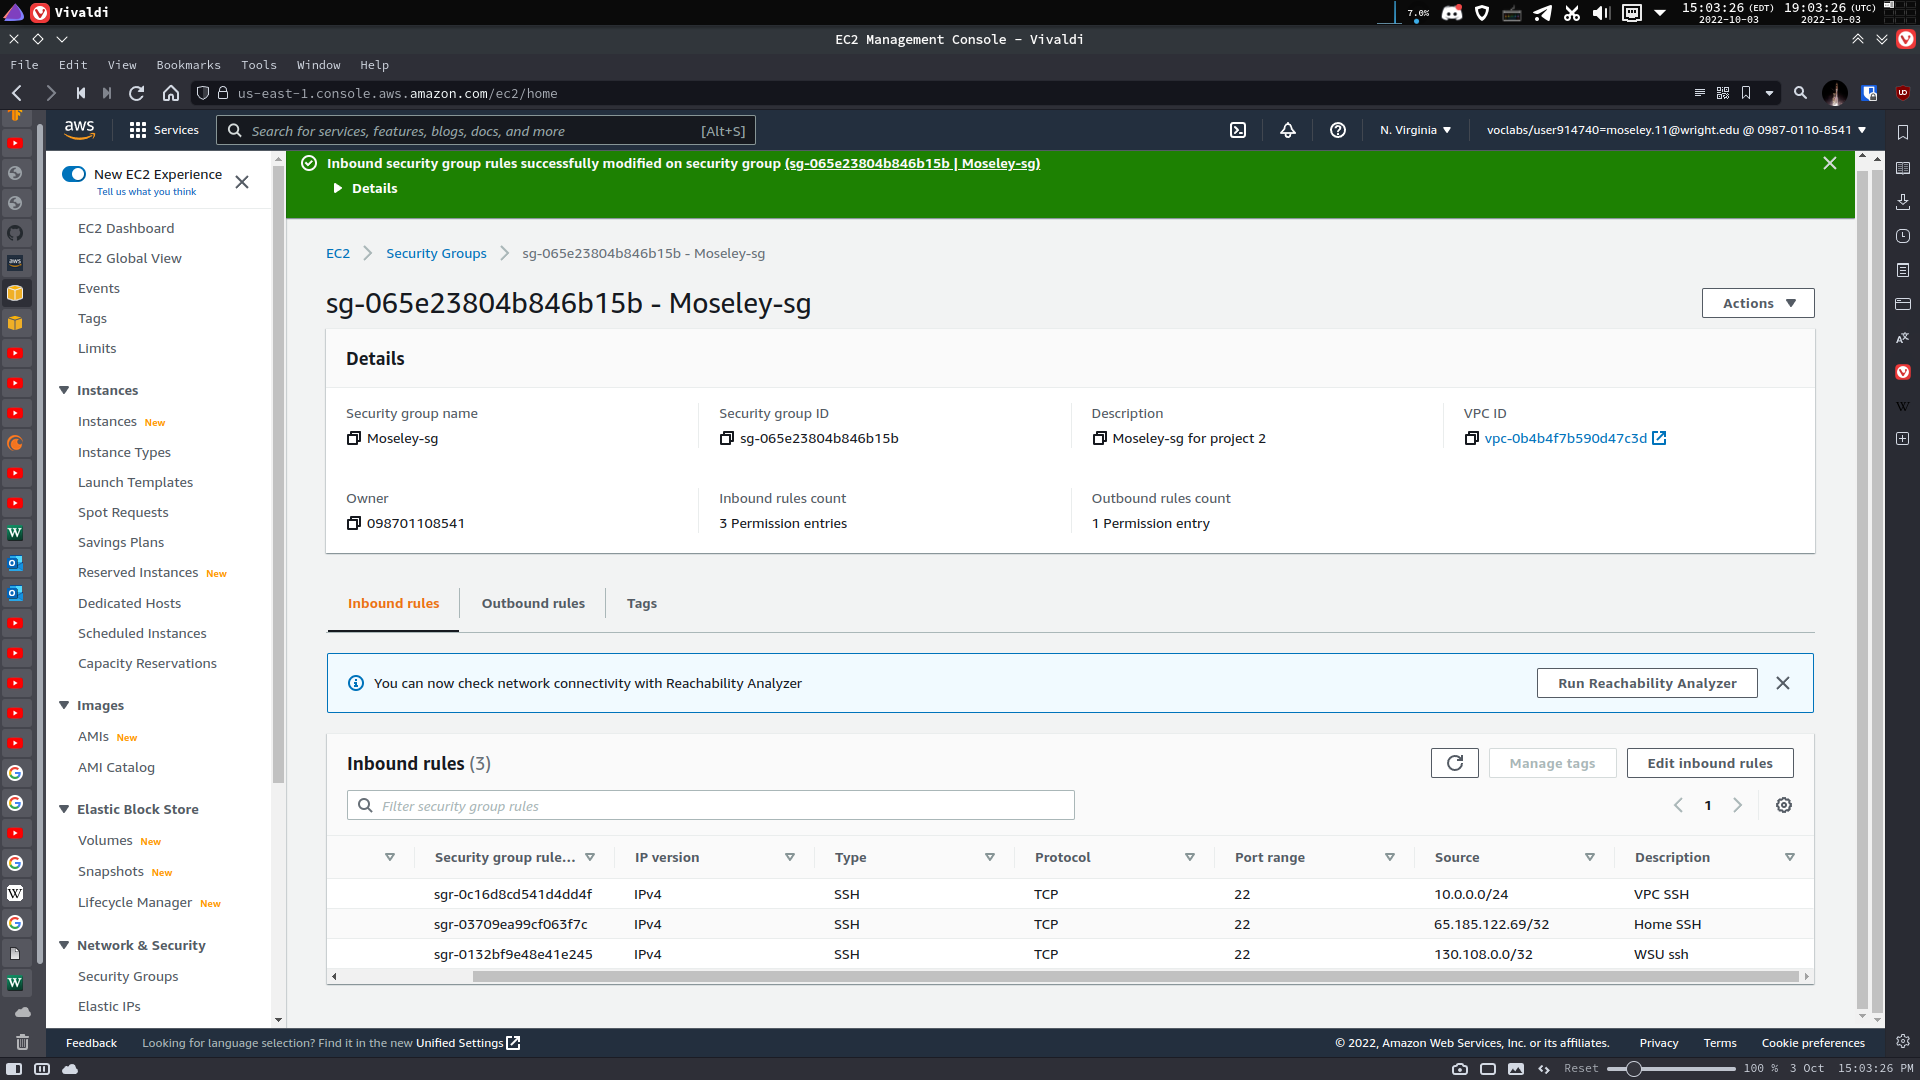 Vivaldi
7.0%
15:03:26 (EDT) 19:03:26 (UTC)
2022-10-03 2022-10-03
EC2 Management Console - Vivaldi
File Edit View Bookmarks Tools Window Help
us-east-1.console.aws.amazon.com/ec2/home
aws Services Search for services, features, blogs, docs, and more [Alt+S] N. Virginia voclabs/user914740=moseley.11@wright.edu @ 0987-0110-8541
New EC2 Experience
Tell us what you think
EC2 Dashboard
EC2 Global View
Events
Tags
Limits
Instances
Instances New
Instance Types
Launch Templates
Spot Requests
Savings Plans
Reserved Instances New
Dedicated Hosts
Scheduled Instances
Capacity Reservations
Images
AMIs New
AMI Catalog
Elastic Block Store
Volumes New
Snapshots New
Lifecycle Manager New
Network & Security
Security Groups
Elastic IPs
Inbound security group rules successfully modified on security group (sg-065e23804b846b15b | Moseley-sg)
Details
EC2 Security Groups sg-065e23804b846b15b - Moseley-sg
sg-065e23804b846b15b - Moseley-sg
Actions
Details
Security group name Security group ID Description VPC ID
Moseley-sg sg-065e23804b846b15b Moseley-sg for project 2 vpc-0b4b4f7b590d47c3d
Owner Inbound rules count Outbound rules count
098701108541 3 Permission entries 1 Permission entry
Inbound rules Outbound rules Tags
You can now check network connectivity with Reachability Analyzer Run Reachability Analyzer
Inbound rules (3) Manage tags Edit inbound rules
Filter security group rules 1
Security group rule... IP version Type Protocol Port range Source Description
sgr-0c16d8cd541d4dd4f IPv4 SSH TCP 22 10.0.0.0/24 VPC SSH
sgr-03709ea99cf063f7c IPv4 SSH TCP 22 65.185.122.69/32 Home SSH
sgr-0132bf9e48e41e245 IPv4 SSH TCP 22 130.108.0.0/32 WSU ssh
Feedback Looking for language selection? Find it in the new Unified Settings © 2022, Amazon Web Services, Inc. or its affiliates. Privacy Terms Cookie preferences
Reset 100 % 3 Oct 15:03:26 PM